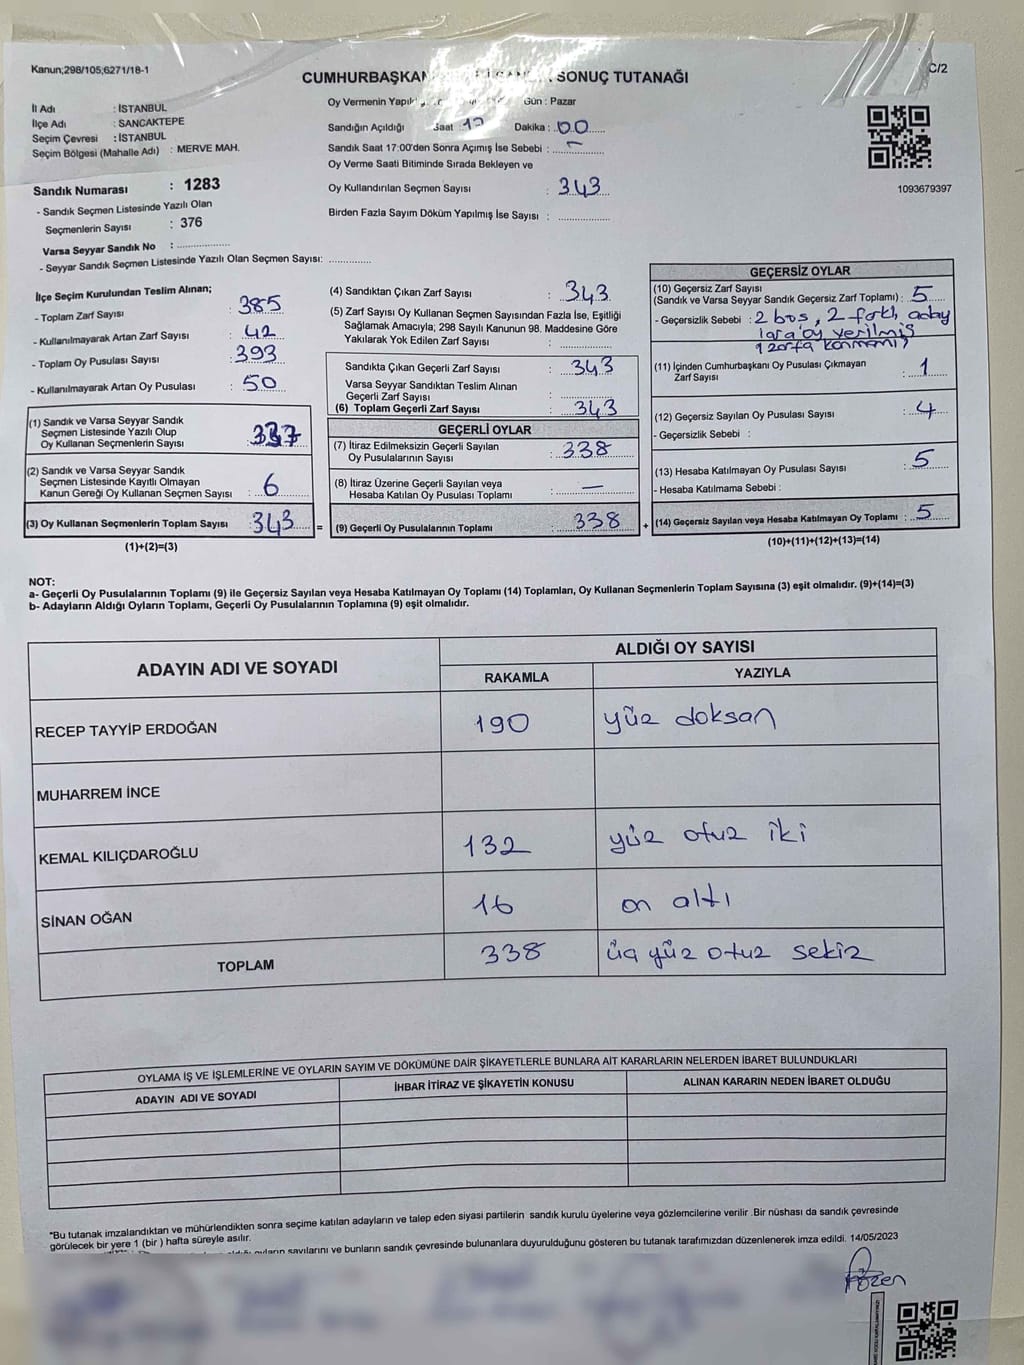 Kanun;298/105;6271/18-1
CUMHURBAŞKAN SONUÇ TUTANAĞI
C/2
İl Adı : İSTANBUL
İlçe Adı : SANCAKTEPE
Seçim Çevresi : İSTANBUL
Seçim Bölgesi (Mahalle Adı) : MERVE MAH.
Sandık Numarası : 1283
- Sandık Seçmen Listesinde Yazılı Olan
Seçmenlerin Sayısı : 376
Varsa Seyyar Sandık No : ..................
- Seyyar Sandık Seçmen Listesinde Yazılı Olan Seçmen Sayısı: ..............
Oy Vermenin Gün : Pazar
Sandığın Açıldığı Saat : Dakika : 00
Sandık Saat 17:00'den Sonra Açımış İse Sebebi : –
Oy Verme Saati Bitiminde Sırada Bekleyen ve
Oy Kullandırılan Seçmen Sayısı : 343
Birden Fazla Sayım Döküm Yapılmış İse Sayısı : ..................
1093679397
İlçe Seçim Kurulundan Teslim Alınan;
- Toplam Zarf Sayısı : 385
- Kullanılmayarak Artan Zarf Sayısı : 42
- Toplam Oy Pusulası Sayısı : 393
- Kullanılmayarak Artan Oy Pusulası : 50
(1) Sandık ve Varsa Seyyar Sandık
Seçmen Listesinde Yazılı Olup
Oy Kullanan Seçmenlerin Sayısı : 337
(2) Sandık ve Varsa Seyyar Sandık
Seçmen Listesinde Kayıtlı Olmayan
Kanun Gereği Oy Kullanan Seçmen Sayısı : 6
(3) Oy Kullanan Seçmenlerin Toplam Sayısı : 343 =
(1)+(2)=(3)
(4) Sandıktan Çıkan Zarf Sayısı : 343
(5) Zarf Sayısı Oy Kullanan Seçmen Sayısından Fazla İse, Eşitliği
Sağlamak Amacıyla; 298 Sayılı Kanunun 98. Maddesine Göre
Yakılarak Yok Edilen Zarf Sayısı : ..................
Sandıkta Çıkan Geçerli Zarf Sayısı : 343
Varsa Seyyar Sandıktan Teslim Alınan
Geçerli Zarf Sayısı : ..................
(6) Toplam Geçerli Zarf Sayısı : 343
GEÇERLİ OYLAR
(7) İtiraz Edilmeksizin Geçerli Sayılan
Oy Pusulalarının Sayısı : 338
(8) İtiraz Üzerine Geçerli Sayılan veya
Hesaba Katılan Oy Pusulası Toplamı : —
(9) Geçerli Oy Pusulalarının Toplamı : 338 +
GEÇERSİZ OYLAR
(10) Geçersiz Zarf Sayısı
(Sandık ve Varsa Seyyar Sandık Geçersiz Zarf Toplamı) : 5
- Geçersizlik Sebebi : 2 boş, 2 farklı aday
lara oy verilmiş
1 zarfa konmamış
(11) İçinden Cumhurbaşkanı Oy Pusulası Çıkmayan
Zarf Sayısı : 1
(12) Geçersiz Sayılan Oy Pusulası Sayısı : 4
- Geçersizlik Sebebi :
(13) Hesaba Katılmayan Oy Pusulası Sayısı : 5
- Hesaba Katılmama Sebebi :
(14) Geçersiz Sayılan veya Hesaba Katılmayan Oy Toplamı : 5
(10)+(11)+(12)+(13)=(14)
NOT:
a- Geçerli Oy Pusulalarının Toplamı (9) ile Geçersiz Sayılan veya Hesaba Katılmayan Oy Toplamı (14) Toplamları, Oy Kullanan Seçmenlerin Toplam Sayısına (3) eşit olmalıdır. (9)+(14)=(3)
b- Adayların Aldığı Oyların Toplamı, Geçerli Oy Pusulalarının Toplamına (9) eşit olmalıdır.
ADAYIN ADI VE SOYADI ALDIĞI OY SAYISI
RAKAMLA YAZIYLA
RECEP TAYYİP ERDOĞAN 190 yüz doksan
MUHARREM İNCE
KEMAL KILIÇDAROĞLU 132 yüz otuz iki
SİNAN OĞAN 16 on altı
TOPLAM 338 üç yüz otuz sekiz
OYLAMA İŞ VE İŞLEMLERİNE VE OYLARIN SAYIM VE DÖKÜMÜNE DAİR ŞİKAYETLERLE BUNLARA AİT KARARLARIN NELERDEN İBARET BULUNDUKLARI
ADAYIN ADI VE SOYADI İHBAR İTİRAZ VE ŞİKAYETİN KONUSU ALINAN KARARIN NEDEN İBARET OLDUĞU
"Bu tutanak imzalandıktan ve mühürlendikten sonra seçime katılan adayların ve talep eden siyasi partilerin sandık kurulu üyelerine veya gözlemcilerine verilir .Bir nüshası da sandık çevresinde
görülecek bir yere 1 (bir ) hafta süreyle asılır.
sayılarını ve bunların sandık çevresinde bulunanlara duyurulduğunu gösteren bu tutanak tarafımızdan düzenlenerek imza edildi. 14/05/2023